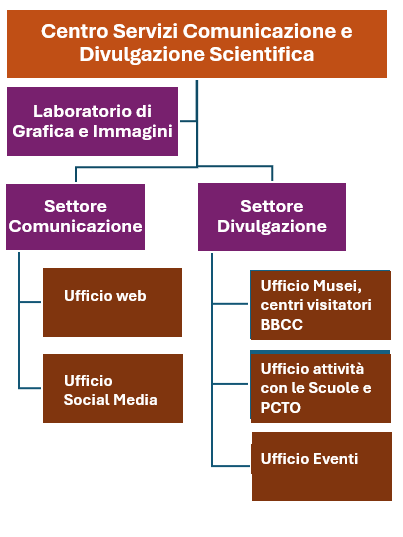 Centro Servizi Comunicazione e
Divulgazione Scientifica
Laboratorio di
Grafica e Immagini
Settore
Comunicazione
Settore
Divulgazione
Ufficio web
Ufficio
Social Media
Ufficio Musei,
centri visitatori
BBCC
Ufficio attività
con le Scuole e
PCTO
Ufficio Eventi